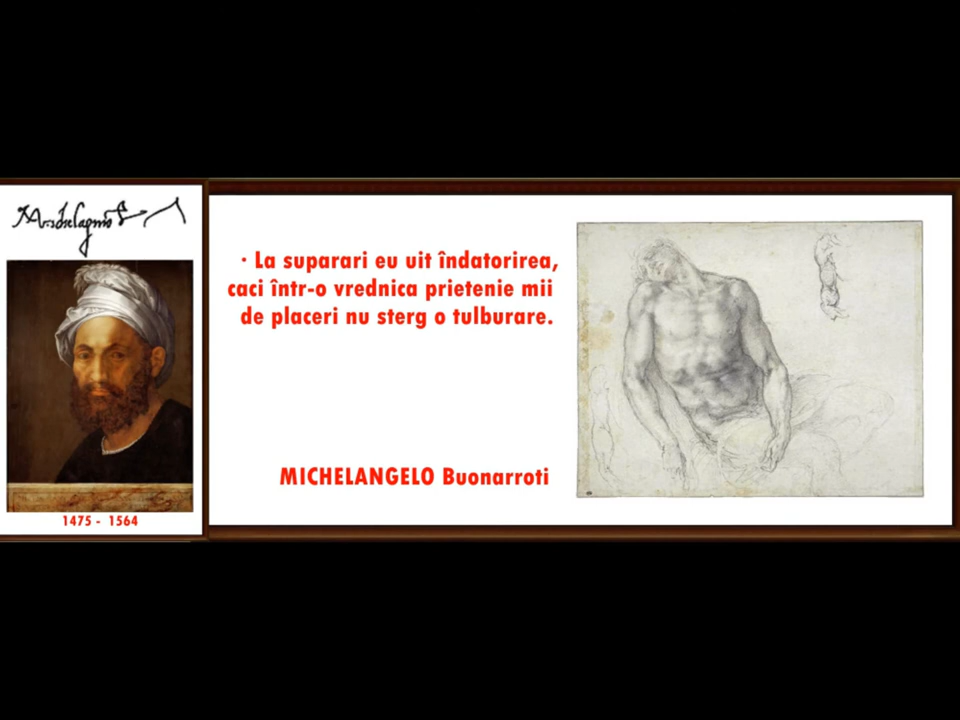 Michelagniolo
1475 - 1564
· La suparari eu uit îndatorirea,
caci într-o vrednica prietenie mii
de placeri nu sterg o tulburare.
MICHELANGELO Buonarroti